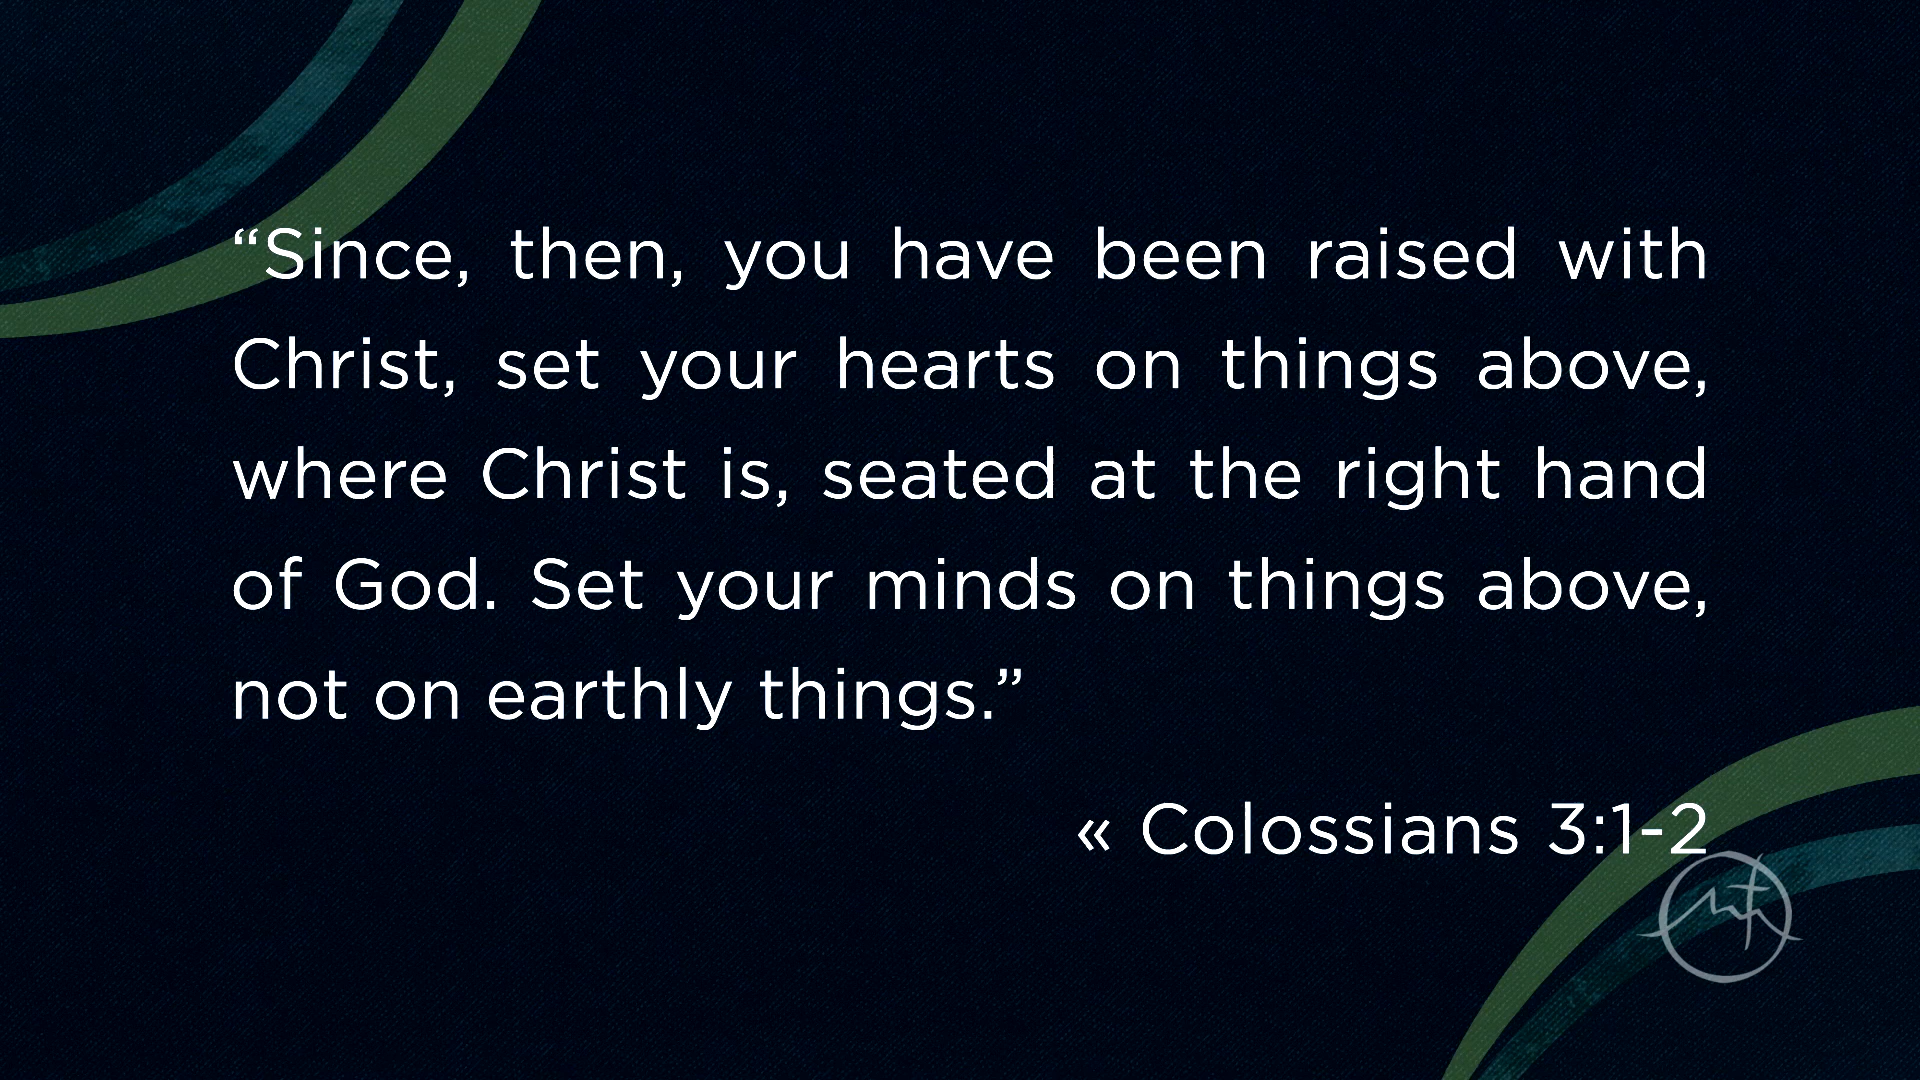 “Since, then, you have been raised with
Christ, set your hearts on things above,
where Christ is, seated at the right hand
of God. Set your minds on things above,
not on earthly things.”
« Colossians 3:1-2